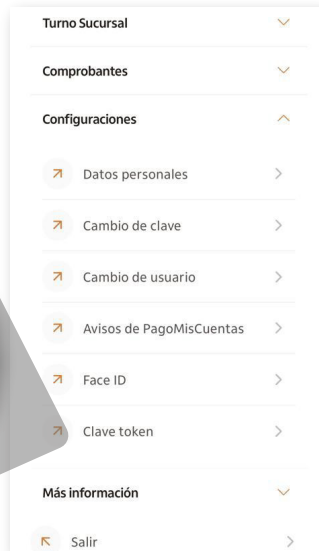 Turno Sucursal
Comprobantes
Configuraciones
Datos personales
Cambio de clave
Cambio de usuario
Avisos de PagoMisCuentas
Face ID
Clave token
Más información
Salir